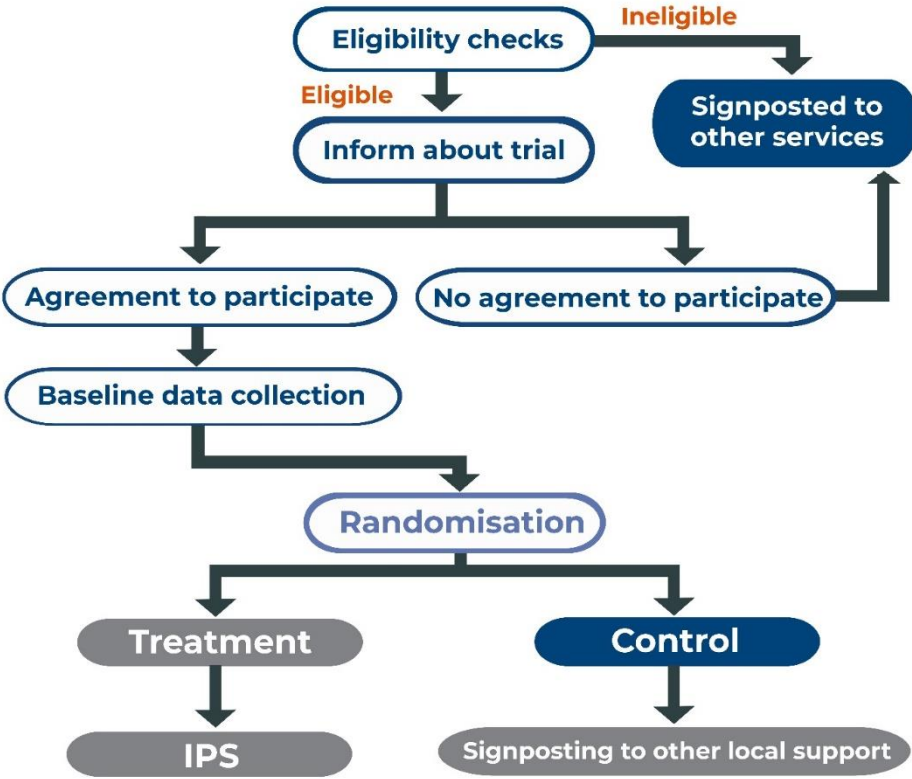 Ineligible
Eligibility checks
Eligible
Signposted to
other services
Inform about trial
Agreement to participate
No agreement to participate
Baseline data collection
Randomisation
Treatment
Control
IPS
Signposting to other local support